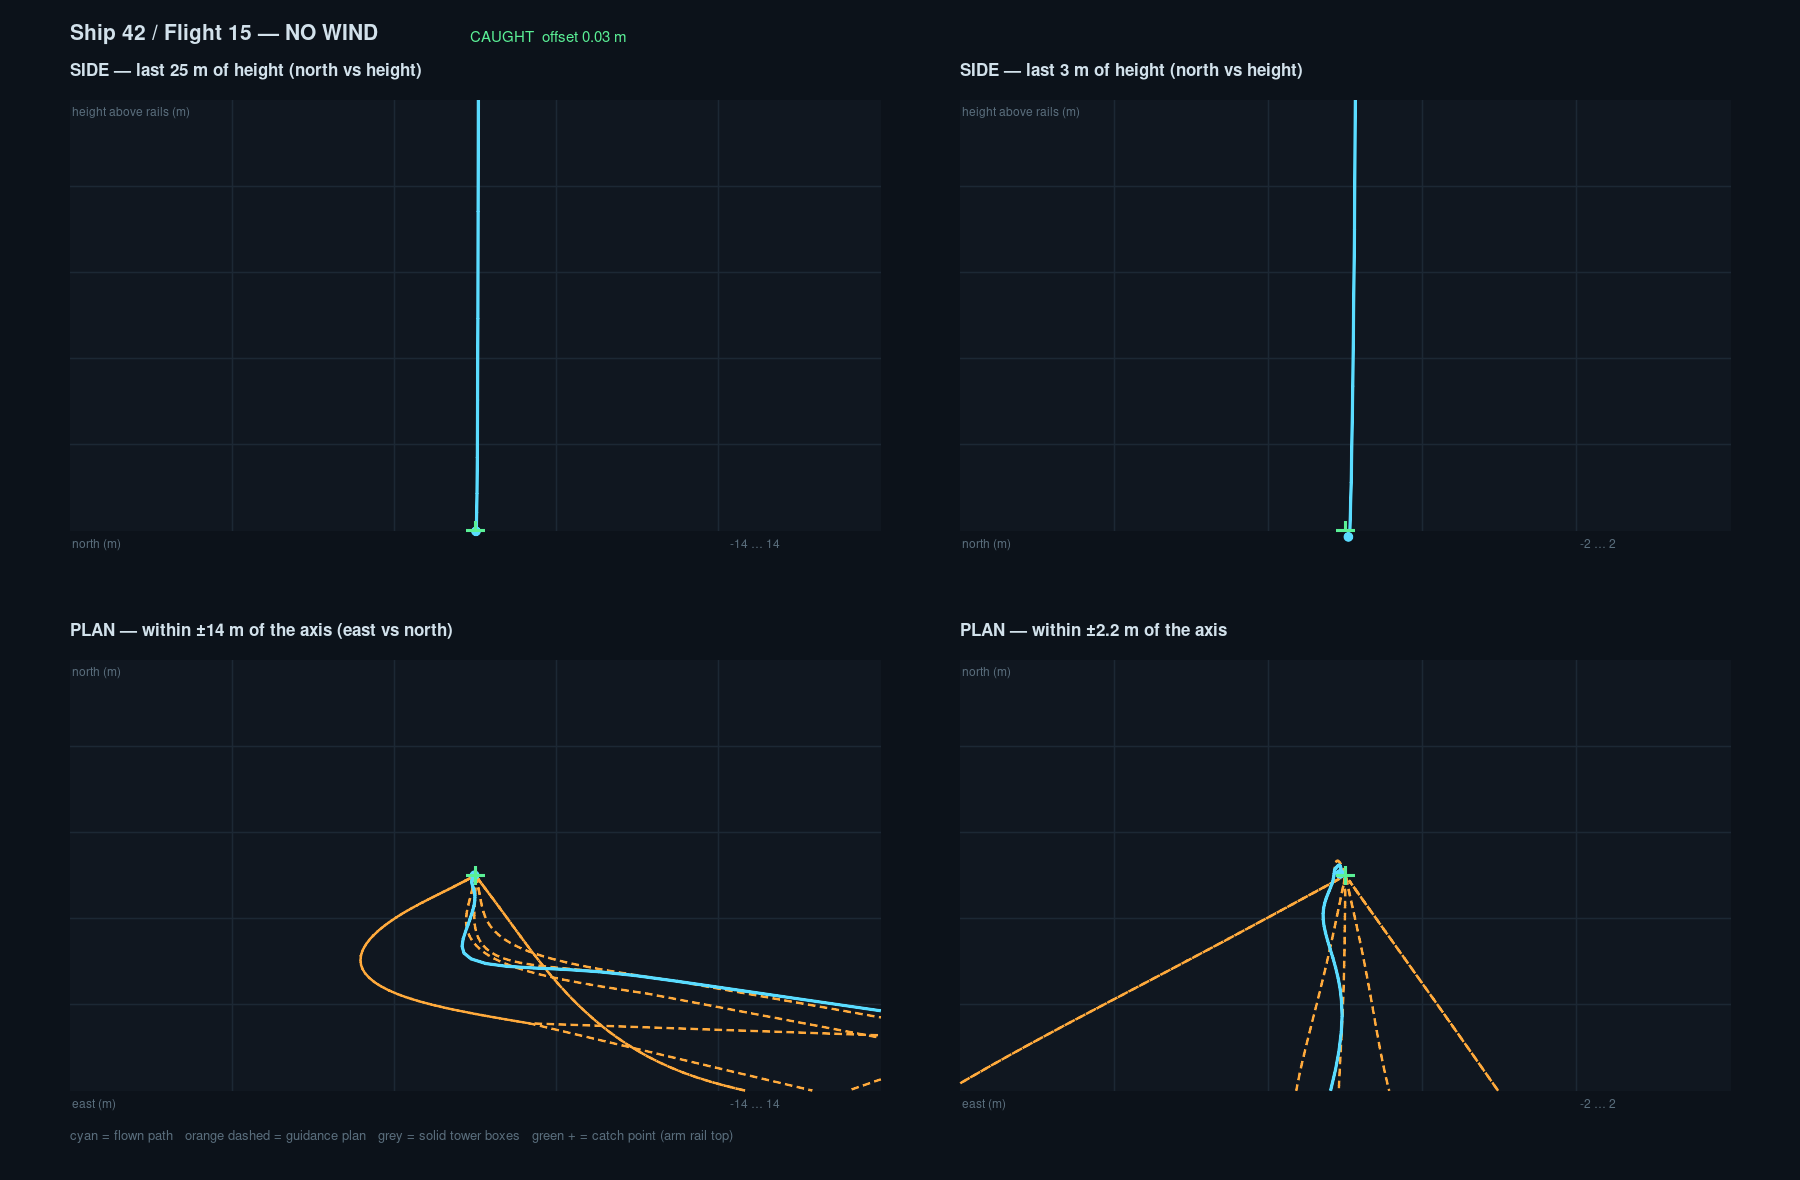 Ship 42 / Flight 15 — NO WIND
CAUGHT offset 0.03 m
SIDE — last 25 m of height (north vs height)
height above rails (m)
north (m)
-14 ... 14
SIDE — last 3 m of height (north vs height)
height above rails (m)
north (m)
-2 ... 2
PLAN — within ±14 m of the axis (east vs north)
north (m)
east (m)
-14 ... 14
PLAN — within ±2.2 m of the axis
north (m)
east (m)
-2 ... 2
cyan = flown path orange dashed = guidance plan grey = solid tower boxes green + = catch point (arm rail top)